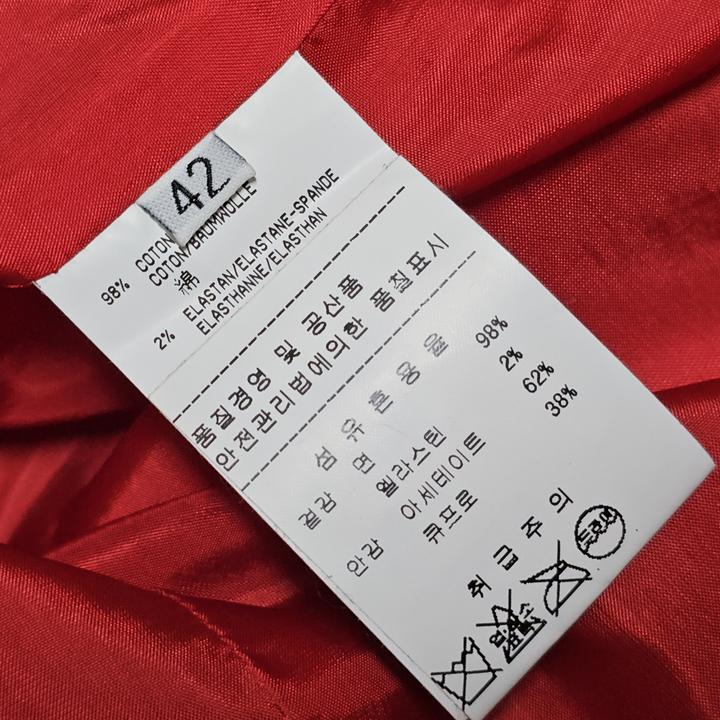 42
COTON
98% COTON/BAUMWOLLE
綿
ELASTAN/ELASTANE-SPANDE
2% ELASTHANNE/ELASTHAN
품질경영 및 공산품
안전관리법에의한 품질표시
섬유혼용율
겉감 면 98%
엘라스틴 2%
안감 아세테이트 62%
큐프로 38%
취급주의
드라이